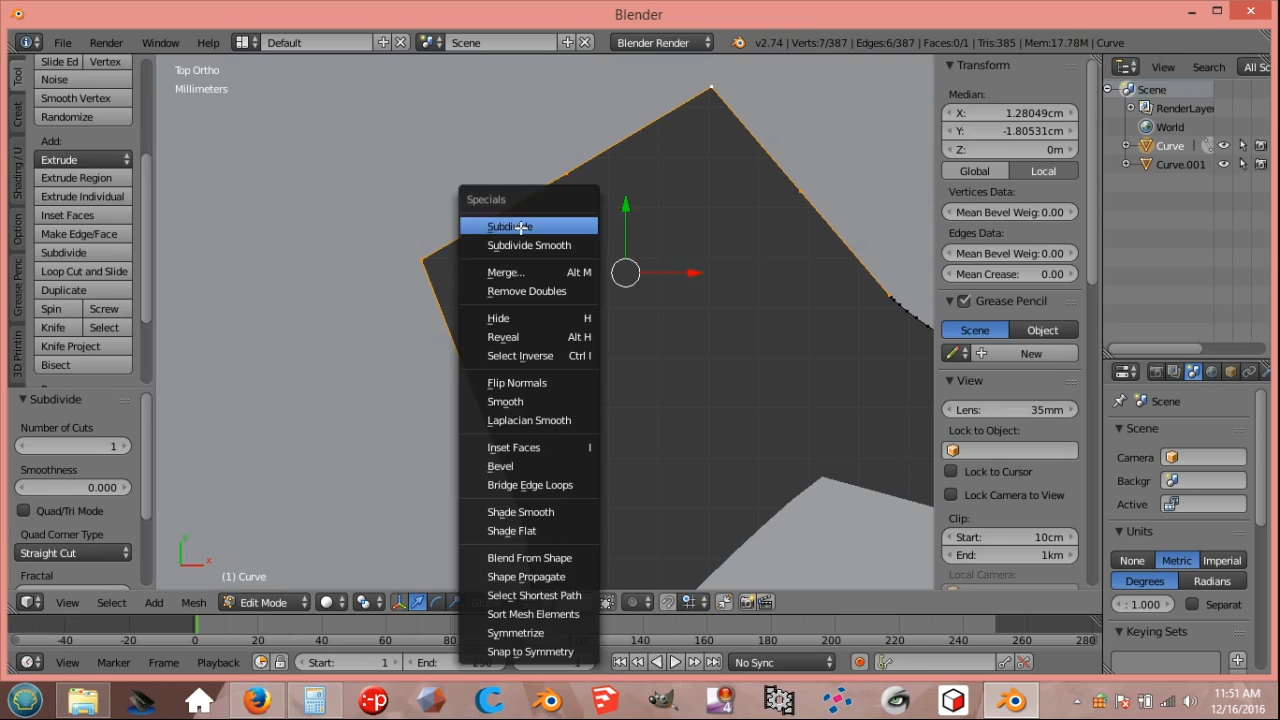 Blender
File Render Window Help Default Scene Blender Render v2.74 | Verts:7/387 | Edges:6/387 | Faces:0/1 | Tris:385 | Mem:17.78M | Curve
Slide Ed Vertex
Noise
Smooth Vertex
Randomize
Add:
Extrude
Extrude Region
Extrude Individual
Inset Faces
Make Edge/Face
Subdivide
Loop Cut and Slide
Duplicate
Spin Screw
Knife Select
Knife Project
Bisect
Tool
Creat
Shading / U
Option
Grease Penc
3D Printin
Subdivide
Number of Cuts
1
Smoothness
0.000
Quad/Tri Mode
Quad Corner Type
Straight Cut
Fractal
Top Ortho
Millimeters
Specials
Subdivide
Subdivide Smooth
Merge... Alt M
Remove Doubles
Hide H
Reveal Alt H
Select Inverse Ctrl I
Flip Normals
Smooth
Laplacian Smooth
Inset Faces I
Bevel
Bridge Edge Loops
Shade Smooth
Shade Flat
Blend From Shape
Shape Propagate
Select Shortest Path
Sort Mesh Elements
Symmetrize
Snap to Symmetry
y
x
(1) Curve
Transform
Median:
X: 1.28049cm
Y: -1.80531cm
Z: 0m
Global Local
Vertices Data:
Mean Bevel Weig: 0.00
Edges Data:
Mean Bevel Weig: 0.00
Mean Crease: 0.00
Grease Pencil
Scene Object
New
View
Lens: 35mm
Lock to Object:
Lock to Cursor
Lock Camera to View
Clip:
Start: 10cm
End: 1km
Local Camera:
View Search All Sc
Scene
RenderLayer
World
Curve
Curve.001
Scene
Scene
Camera
Backgr
Active
Units
None Metric Imperial
Degrees Radians
: 1.000 Separat
Keying Sets
View Select Add Mesh Edit Mode
-40 -20 0 20 40 60 80 140 160 180 200 220 240 260 280
View Marker Frame Playback Start: 1 End: 250 1 No Sync
11:51 AM
12/16/2016